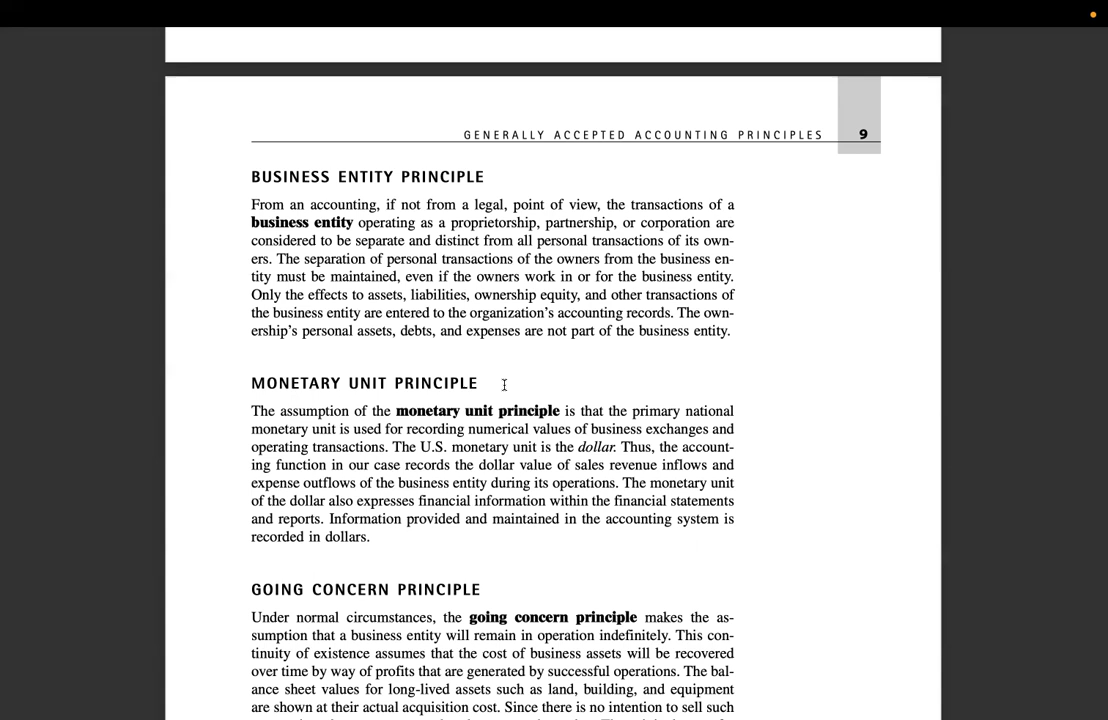 GENERALLY ACCEPTED ACCOUNTING PRINCIPLES 9
BUSINESS ENTITY PRINCIPLE
From an accounting, if not from a legal, point of view, the transactions of a
business entity operating as a proprietorship, partnership, or corporation are
considered to be separate and distinct from all personal transactions of its own-
ers. The separation of personal transactions of the owners from the business en-
tity must be maintained, even if the owners work in or for the business entity.
Only the effects to assets, liabilities, ownership equity, and other transactions of
the business entity are entered to the organization's accounting records. The own-
ership's personal assets, debts, and expenses are not part of the business entity.
MONETARY UNIT PRINCIPLE
The assumption of the monetary unit principle is that the primary national
monetary unit is used for recording numerical values of business exchanges and
operating transactions. The U.S. monetary unit is the dollar. Thus, the account-
ing function in our case records the dollar value of sales revenue inflows and
expense outflows of the business entity during its operations. The monetary unit
of the dollar also expresses financial information within the financial statements
and reports. Information provided and maintained in the accounting system is
recorded in dollars.
GOING CONCERN PRINCIPLE
Under normal circumstances, the going concern principle makes the as-
sumption that a business entity will remain in operation indefinitely. This con-
tinuity of existence assumes that the cost of business assets will be recovered
over time by way of profits that are generated by successful operations. The bal-
ance sheet values for long-lived assets such as land, building, and equipment
are shown at their actual acquisition cost. Since there is no intention to sell such